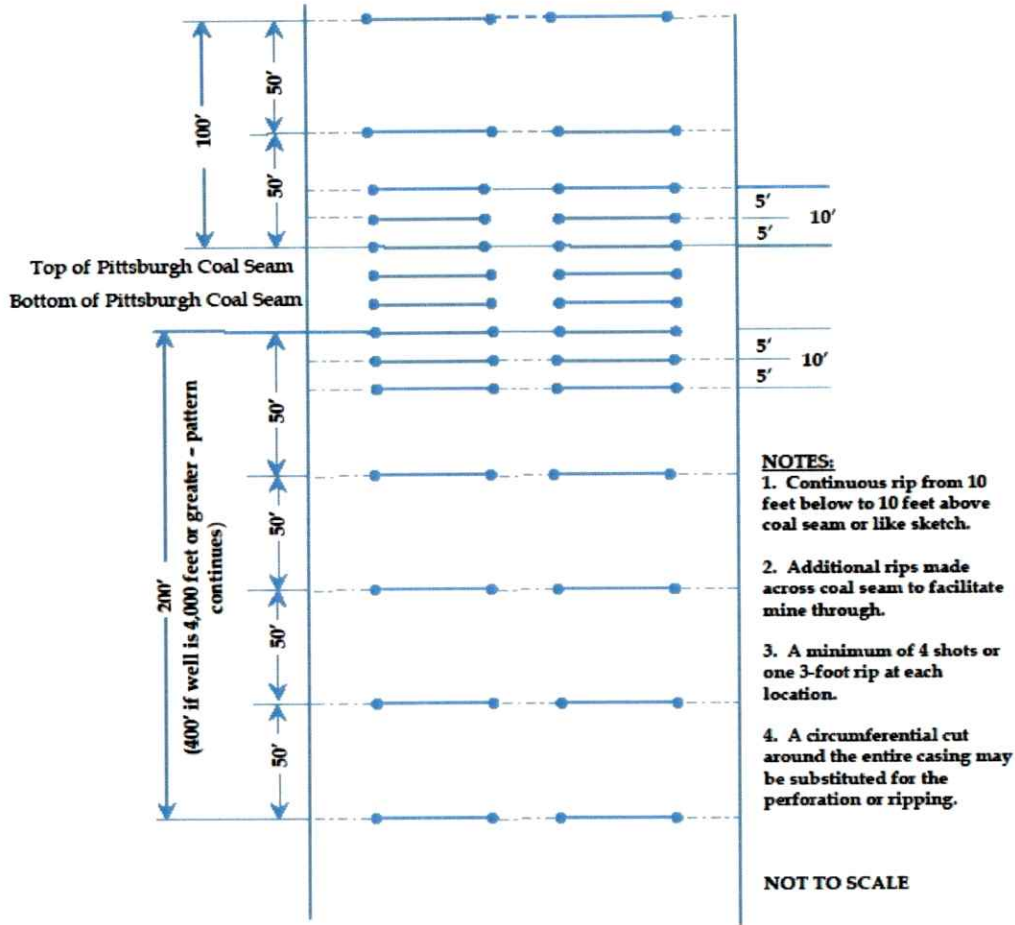 100'
50'
50'
5'
5'
10'
Top of Pittsburgh Coal Seam
Bottom of Pittsburgh Coal Seam
5'
5'
10'
200'
(400' if well is 4,000 feet or greater – pattern
continues)
50'
50'
50'
50'
NOTES:
1. Continuous rip from 10
feet below to 10 feet above
coal seam or like sketch.
2. Additional rips made
across coal seam to facilitate
mine through.
3. A minimum of 4 shots or
one 3-foot rip at each
location.
4. A circumferential cut
around the entire casing may
be substituted for the
perforation or ripping.
NOT TO SCALE